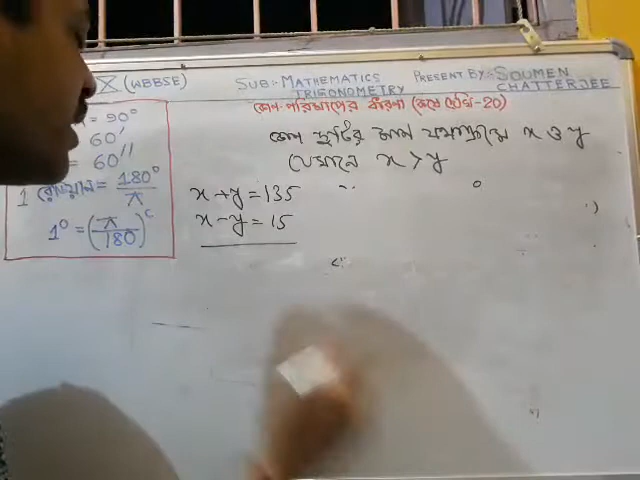 X (WBBSE) SUB:- MATHEMATICS PRESENT BY:- SOUMEN
TRIGONOMETRY CHATTERJEE
কোণ পরিমাপের ধারণা (কষে দেখি-20)
= 90°
60'
= 60''
1 রেডিয়ান = 180°/π
1° = (π/180)^c
কোণ দুটির মান যথাক্রমে x ও y
যেখানে x > y
x + y = 135
x - y = 15